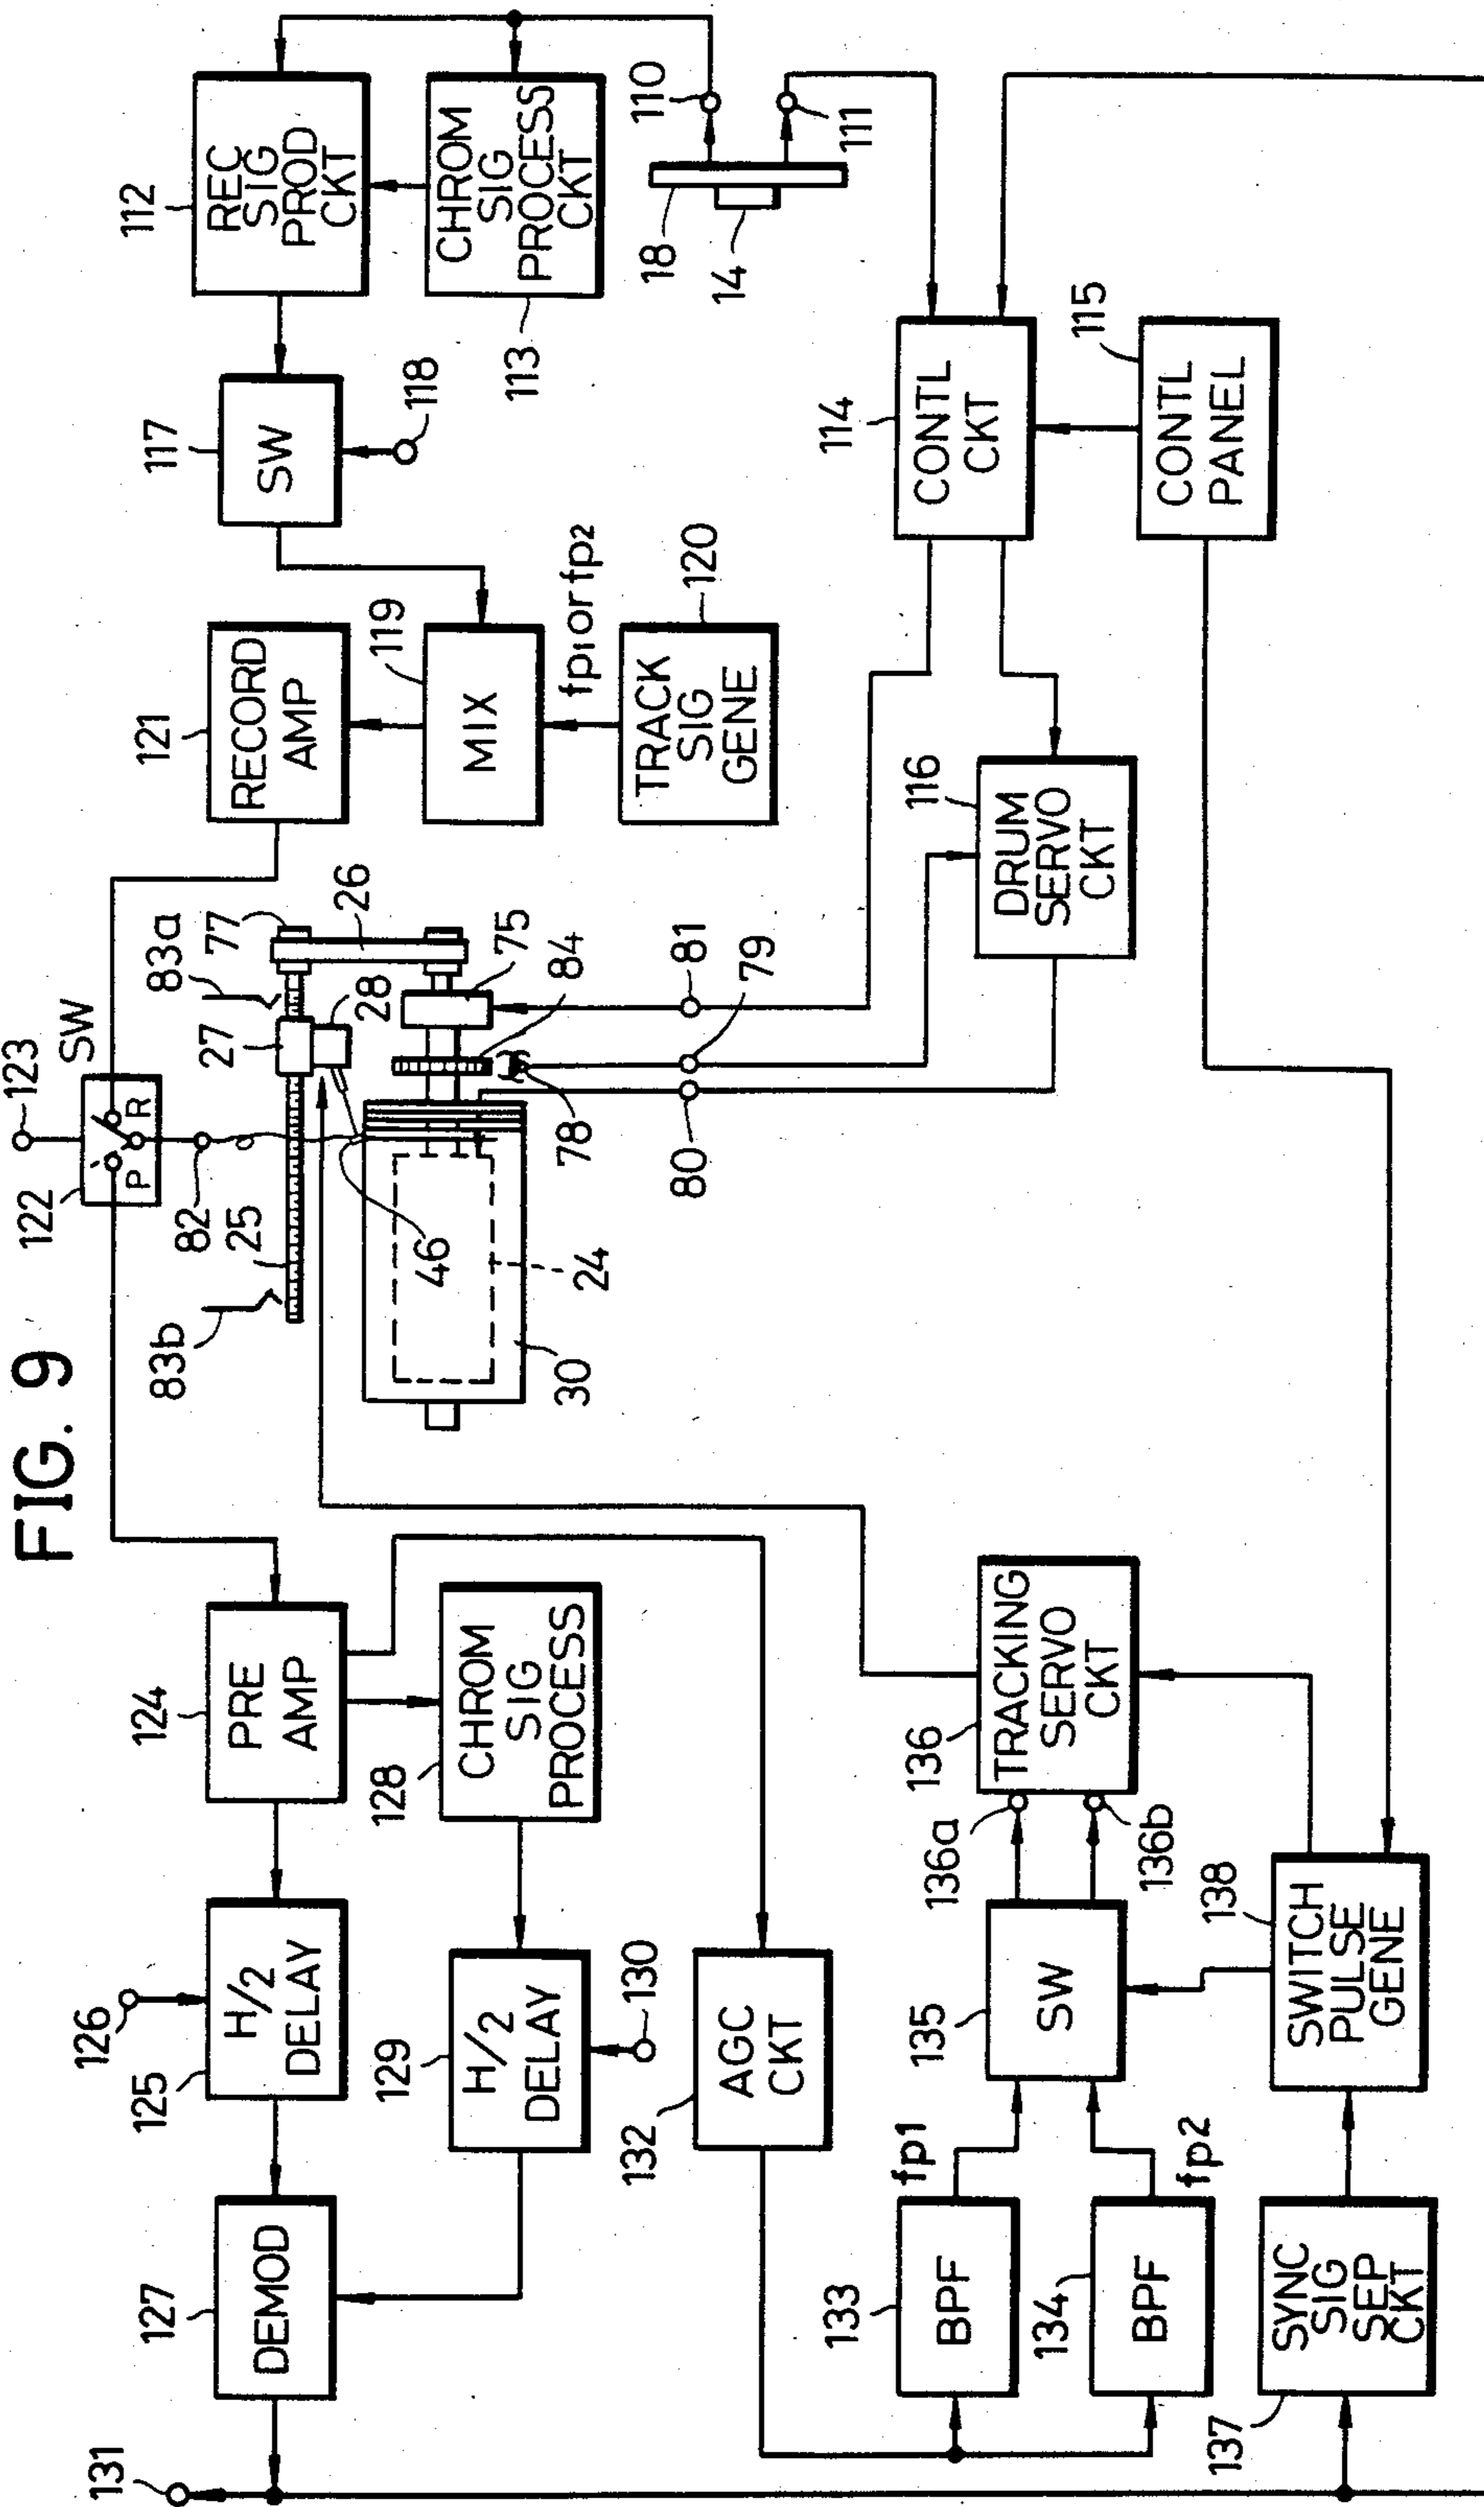 FIG. 9
131
127
DEMOD
126
125
H/2
DELAY
124
PRE
AMP
122
123
SW
P
R
82
25
83b
83a
77
27
28
26
75
84
46
24
30
78
80
79
81
121
RECORD
AMP
119
MIX
fp1 or fp2
120
TRACK
SIG
GENE
117
SW
118
112
REC
SIG
PROD
CKT
113
CHROM
SIG
PROCESS
CKT
110
111
18
14
128
CHROM
SIG
PROCESS
129
H/2
DELAY
130
132
AGC
CKT
133
BPF
fp1
134
BPF
fp2
135
SW
136a
136b
136
TRACKING
SERVO
CKT
137
SYNC
SIG
SEP
CKT
138
SWITCH
PULSE
GENE
116
DRUM
SERVO
CKT
114
CONTL
CKT
115
CONTL
PANEL